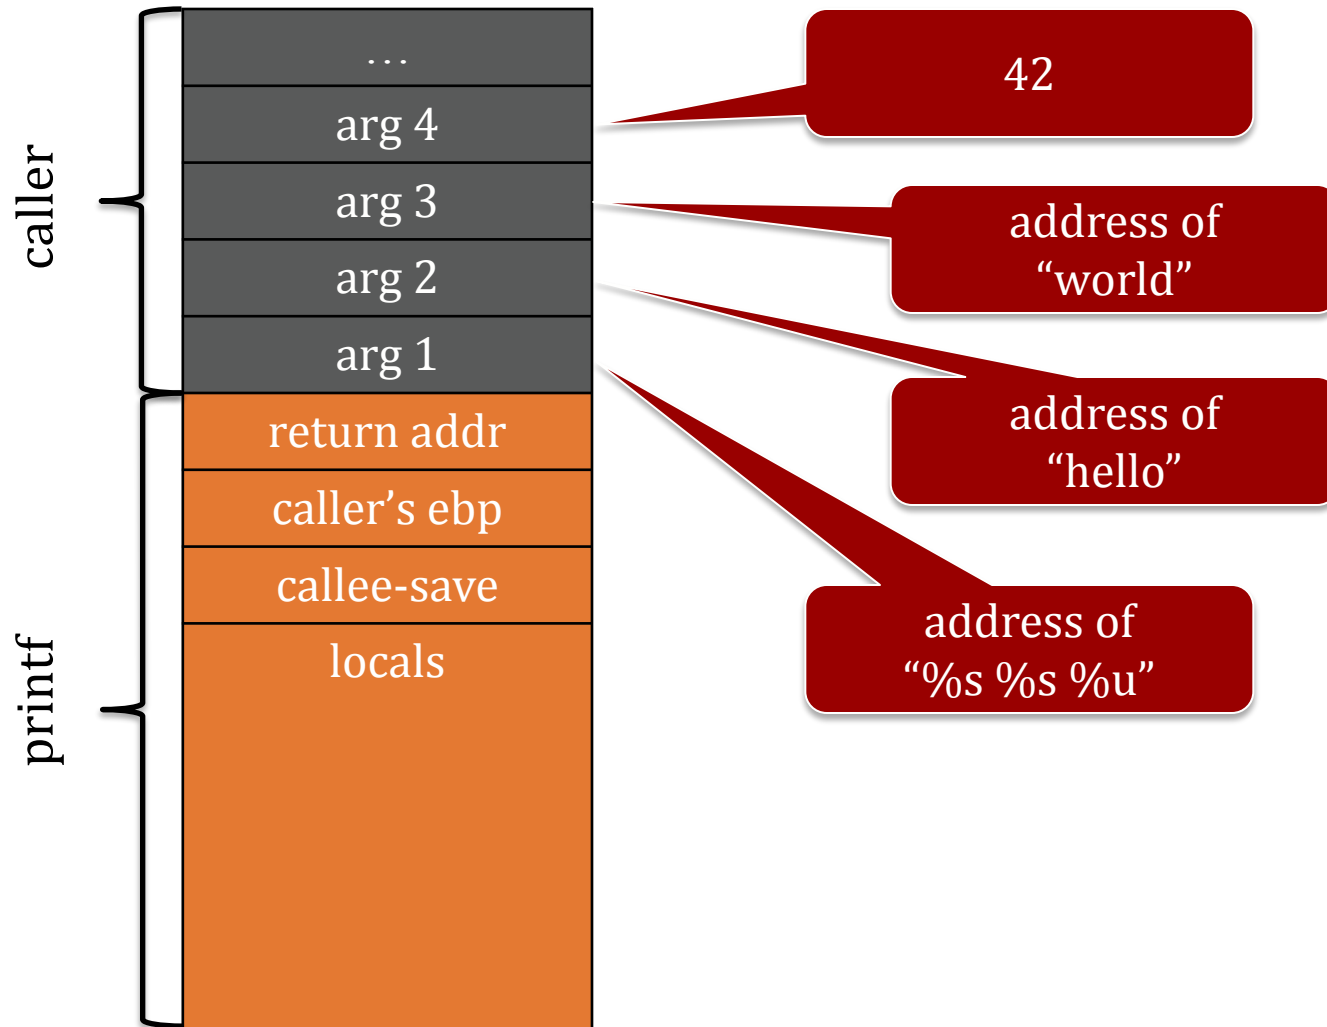 caller
…
arg 4
arg 3
arg 2
arg 1
printf
return addr
caller’s ebp
callee-save
locals
42
address of
“world”
address of
“hello”
address of
“%s %s %u”